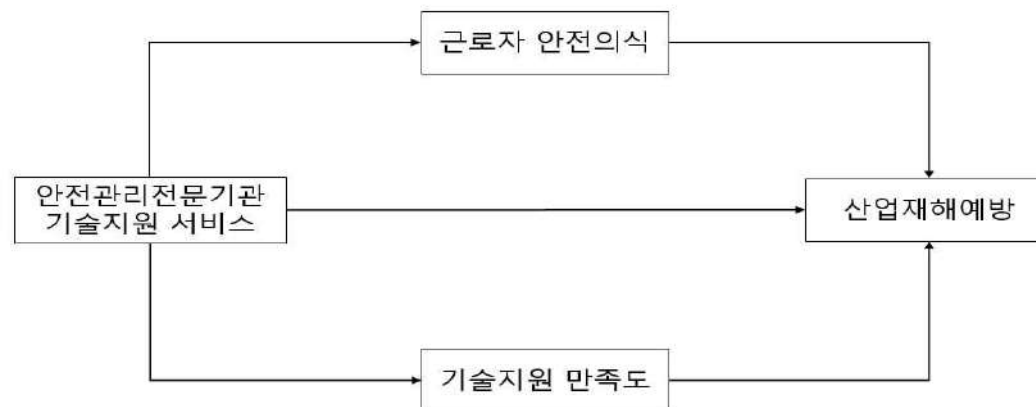 근로자 안전의식
안전관리전문기관
기술지원 서비스
산업재해예방
기술지원 만족도